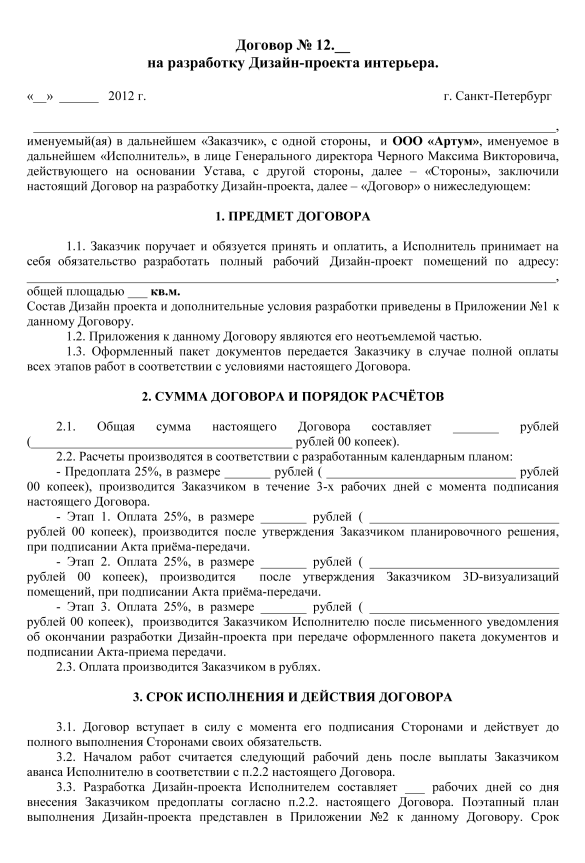 Договор № 12.__
на разработку Дизайн-проекта интерьера.
«__» ______ 2012 г. г. Санкт-Петербург
_______________________________________________________________________________,
именуемый(ая) в дальнейшем «Заказчик», с одной стороны, и ООО «Артум», именуемое в
дальнейшем «Исполнитель», в лице Генерального директора Черного Максима Викторовича,
действующего на основании Устава, с другой стороны, далее – «Стороны», заключили
настоящий Договор на разработку Дизайн-проекта, далее – «Договор» о нижеследующем:
1. ПРЕДМЕТ ДОГОВОРА
1.1. Заказчик поручает и обязуется принять и оплатить, а Исполнитель принимает на
себя обязательство разработать полный рабочий Дизайн-проект помещений по адресу:
________________________________________________________________________________,
общей площадью ___ кв.м.
Состав Дизайн проекта и дополнительные условия разработки приведены в Приложении №1 к
данному Договору.
1.2. Приложения к данному Договору являются его неотъемлемой частью.
1.3. Оформленный пакет документов передается Заказчику в случае полной оплаты
всех этапов работ в соответствии с условиями настоящего Договора.
2. СУММА ДОГОВОРА И ПОРЯДОК РАСЧЁТОВ
2.1. Общая сумма настоящего Договора составляет _______ рублей
(________________________________________ рублей 00 копеек).
2.2. Расчеты производятся в соответствии с разработанным календарным планом:
- Предоплата 25%, в размере _______ рублей ( _____________________________ рублей
00 копеек), производится Заказчиком в течение 3-х рабочих дней с момента подписания
настоящего Договора.
- Этап 1. Оплата 25%, в размере _______ рублей ( _____________________________
рублей 00 копеек), производится после утверждения Заказчиком планировочного решения,
при подписании Акта приёма-передачи.
- Этап 2. Оплата 25%, в размере _______ рублей ( _____________________________
рублей 00 копеек), производится после утверждения Заказчиком 3D-визуализаций
помещений, при подписании Акта приёма-передачи.
- Этап 3. Оплата 25%, в размере _______ рублей ( _____________________________
рублей 00 копеек), производится Заказчиком Исполнителю после письменного уведомления
об окончании разработки Дизайн-проекта при передаче оформленного пакета документов и
подписании Акта-приема передачи.
2.3. Оплата производится Заказчиком в рублях.
3. СРОК ИСПОЛНЕНИЯ И ДЕЙСТВИЯ ДОГОВОРА
3.1. Договор вступает в силу с момента его подписания Сторонами и действует до
полного выполнения Сторонами своих обязательств.
3.2. Началом работ считается следующий рабочий день после выплаты Заказчиком
аванса Исполнителю в соответствии с п.2.2 настоящего Договора.
3.3. Разработка Дизайн-проекта Исполнителем составляет ___ рабочих дней со дня
внесения Заказчиком предоплаты согласно п.2.2. настоящего Договора. Поэтапный план
выполнения Дизайн-проекта представлен в Приложении №2 к данному Договору. Срок